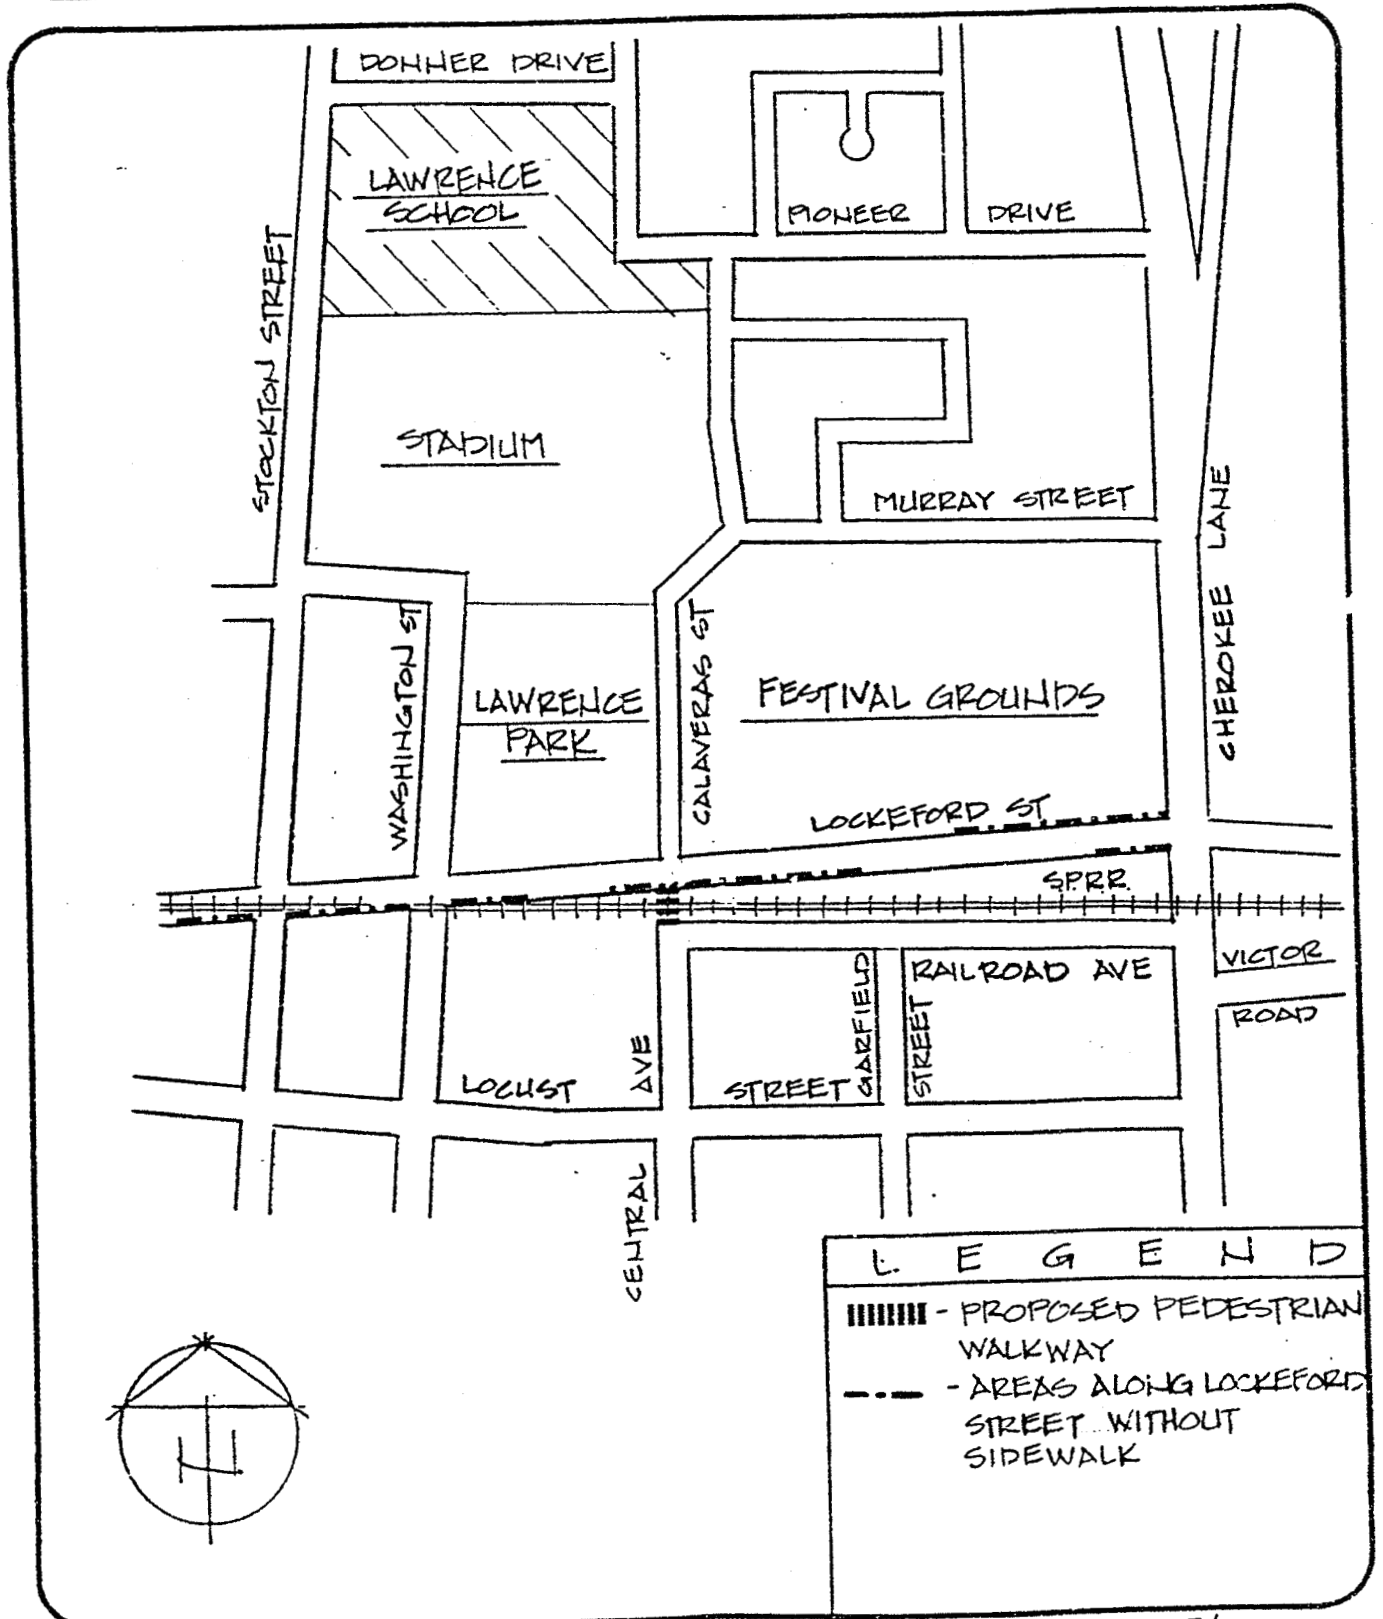 DONNER DRIVE
LAWRENCE
SCHOOL
PIONEER DRIVE
STOCKTON STREET
STADIUM
MURRAY STREET
CHEROKEE LANE
WASHINGTON ST
LAWRENCE
PARK
CALAVERAS ST
FESTIVAL GROUNDS
LOCKEFORD ST
S.P.R.R.
RAILROAD AVE
VICTOR
ROAD
GARFIELD
STREET
LOCUST STREET
CENTRAL AVE
LEGEND
- PROPOSED PEDESTRIAN
WALKWAY
- AREAS ALONG LOCKEFORD
STREET WITHOUT
SIDEWALK
N